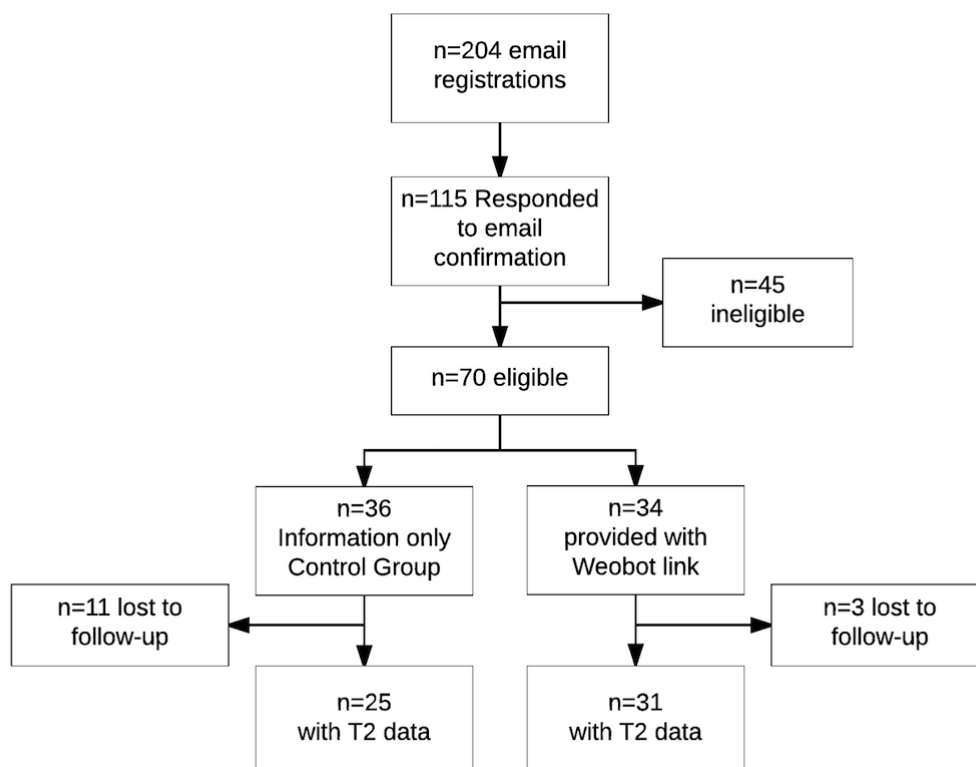 n=204 email
registrations
n=115 Responded
to email
confirmation
n=45
ineligible
n=70 eligible
n=36
Information only
Control Group
n=34
provided with
Weobot link
n=11 lost to
follow-up
n=3 lost to
follow-up
n=25
with T2 data
n=31
with T2 data